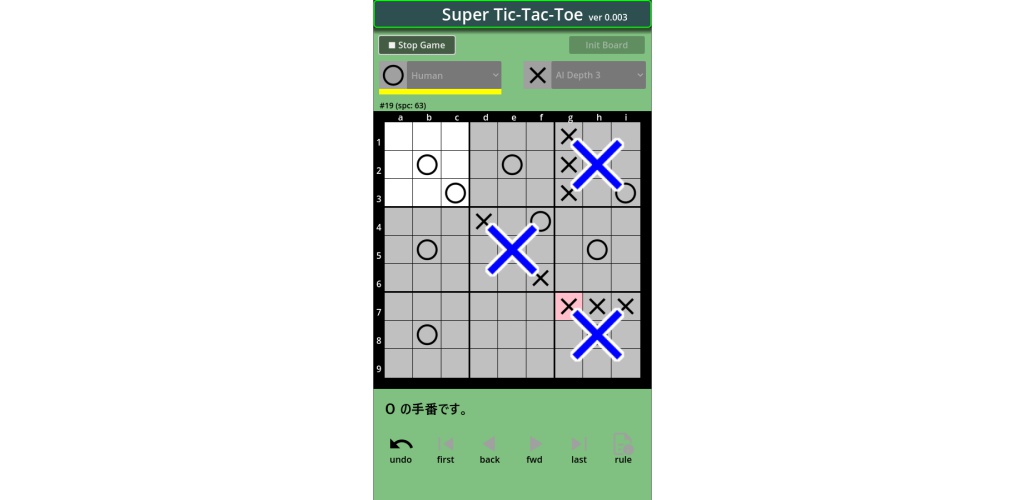 Super Tic-Tac-Toe ver 0.003
Stop Game
Init Board
Human
AI Depth 3
#19 (spc: 63)
a b c d e f g h i
1
2
3
4
5
6
7
8
9
O の手番です。
undo first back fwd last rule